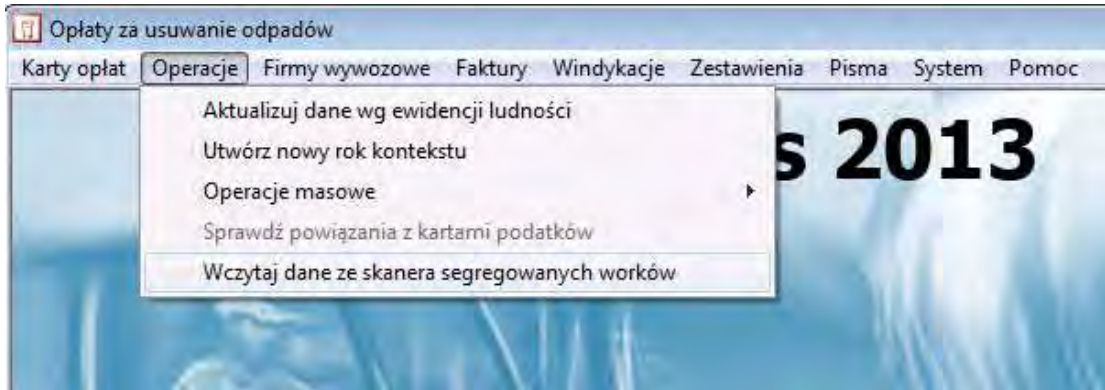 Opłaty za usuwanie odpadów
Karty opłat Operacje Firmy wywozowe Faktury Windykacje Zestawienia Pisma System Pomoc
Aktualizuj dane wg ewidencji ludności
s 2013
Utwórz nowy rok kontekstu
Operacje masowe
Sprawdź powiązania z kartami podatków
Wczytaj dane ze skanera segregowanych worków